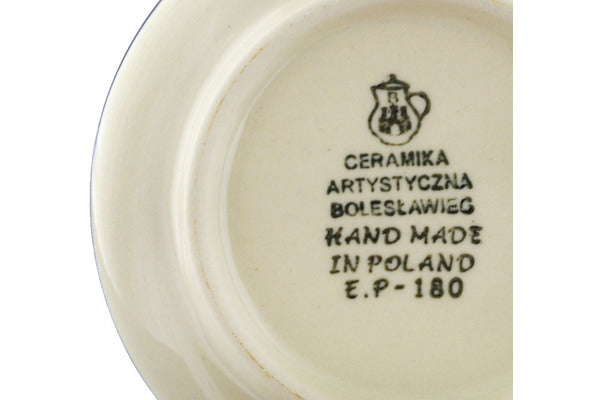 B
CERAMIKA
ARTYSTYCZNA
BOLESŁAWIEC
HAND MADE
IN POLAND
E.P-180